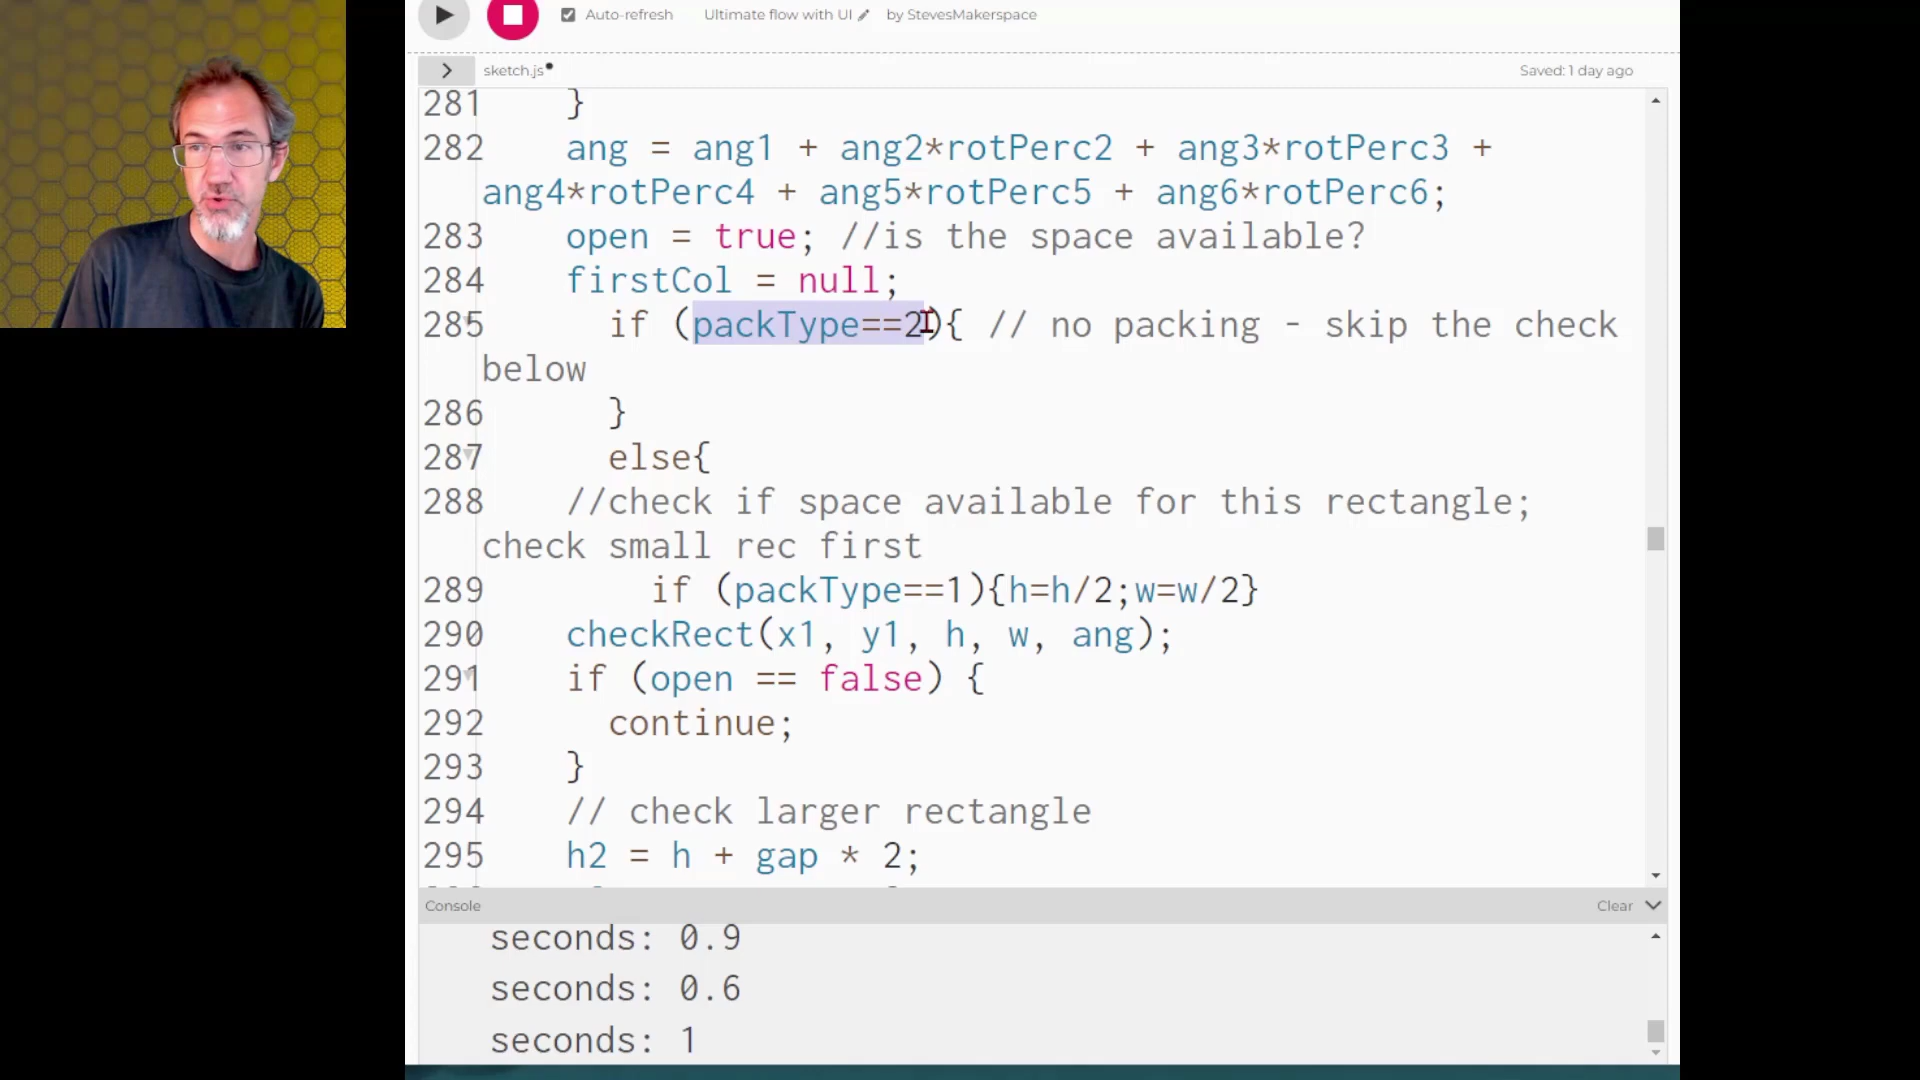 Auto-refresh Ultimate flow with UI by StevesMakerspace
sketch.js Saved: 1 day ago
281 }
282 ang = ang1 + ang2*rotPerc2 + ang3*rotPerc3 +
ang4*rotPerc4 + ang5*rotPerc5 + ang6*rotPerc6;
283 open = true; //is the space available?
284 firstCol = null;
285 if (packType==2){ // no packing - skip the check
below
286 }
287 else{
288 //check if space available for this rectangle;
check small rec first
289 if (packType==1){h=h/2;w=w/2}
290 checkRect(x1, y1, h, w, ang);
291 if (open == false) {
292 continue;
293 }
294 // check larger rectangle
295 h2 = h + gap * 2;
Console Clear
seconds: 0.9
seconds: 0.6
seconds: 1